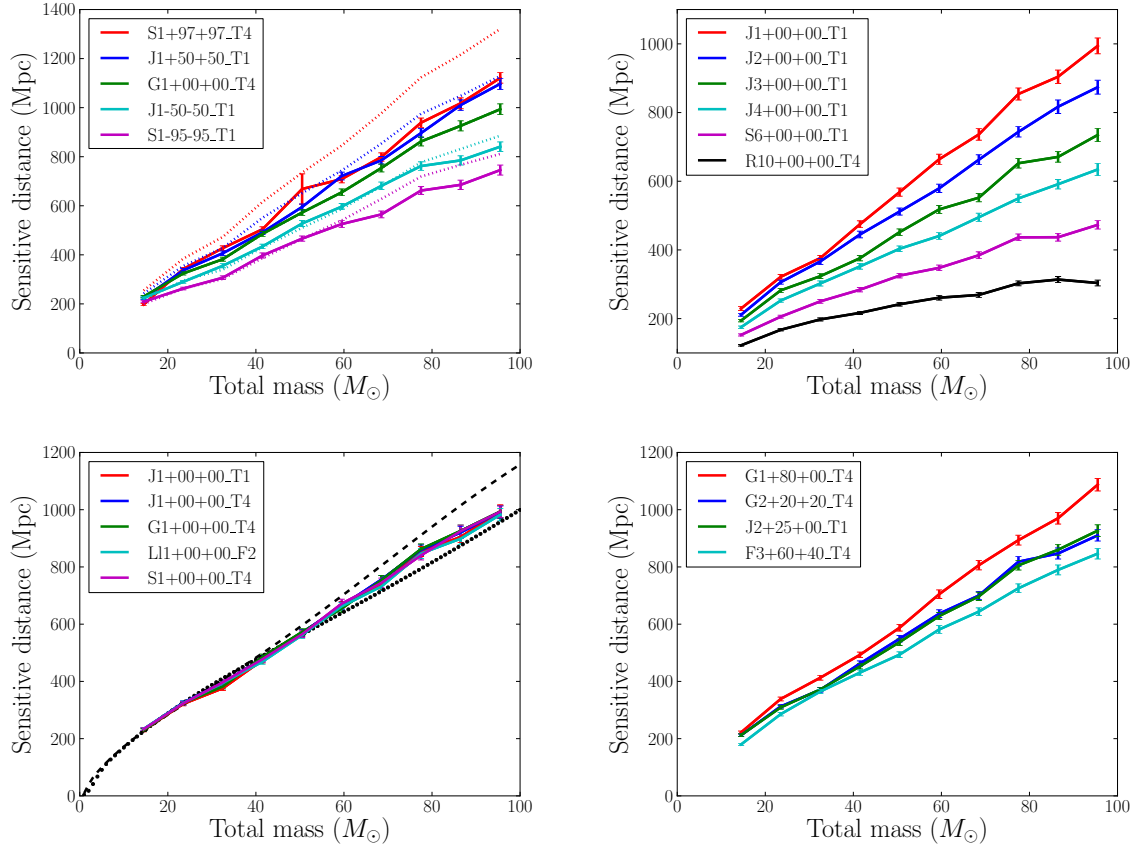 Sensitive distance (Mpc)
1400
1200
1000
800
600
400
200
0
S1+97+97_T4
J1+50+50_T1
G1+00+00_T4
J1-50-50_T1
S1-95-95_T1
0 20 40 60 80 100
Total mass (M⊙)
Sensitive distance (Mpc)
1000
800
600
400
200
J1+00+00_T1
J2+00+00_T1
J3+00+00_T1
J4+00+00_T1
S6+00+00_T1
R10+00+00_T4
0 20 40 60 80 100
Total mass (M⊙)
Sensitive distance (Mpc)
1200
1000
800
600
400
200
0
J1+00+00_T1
J1+00+00_T4
G1+00+00_T4
Ll1+00+00_F2
S1+00+00_T4
0 20 40 60 80 100
Total mass (M⊙)
Sensitive distance (Mpc)
1200
1000
800
600
400
200
0
G1+80+00_T4
G2+20+20_T4
J2+25+00_T1
F3+60+40_T4
0 20 40 60 80 100
Total mass (M⊙)